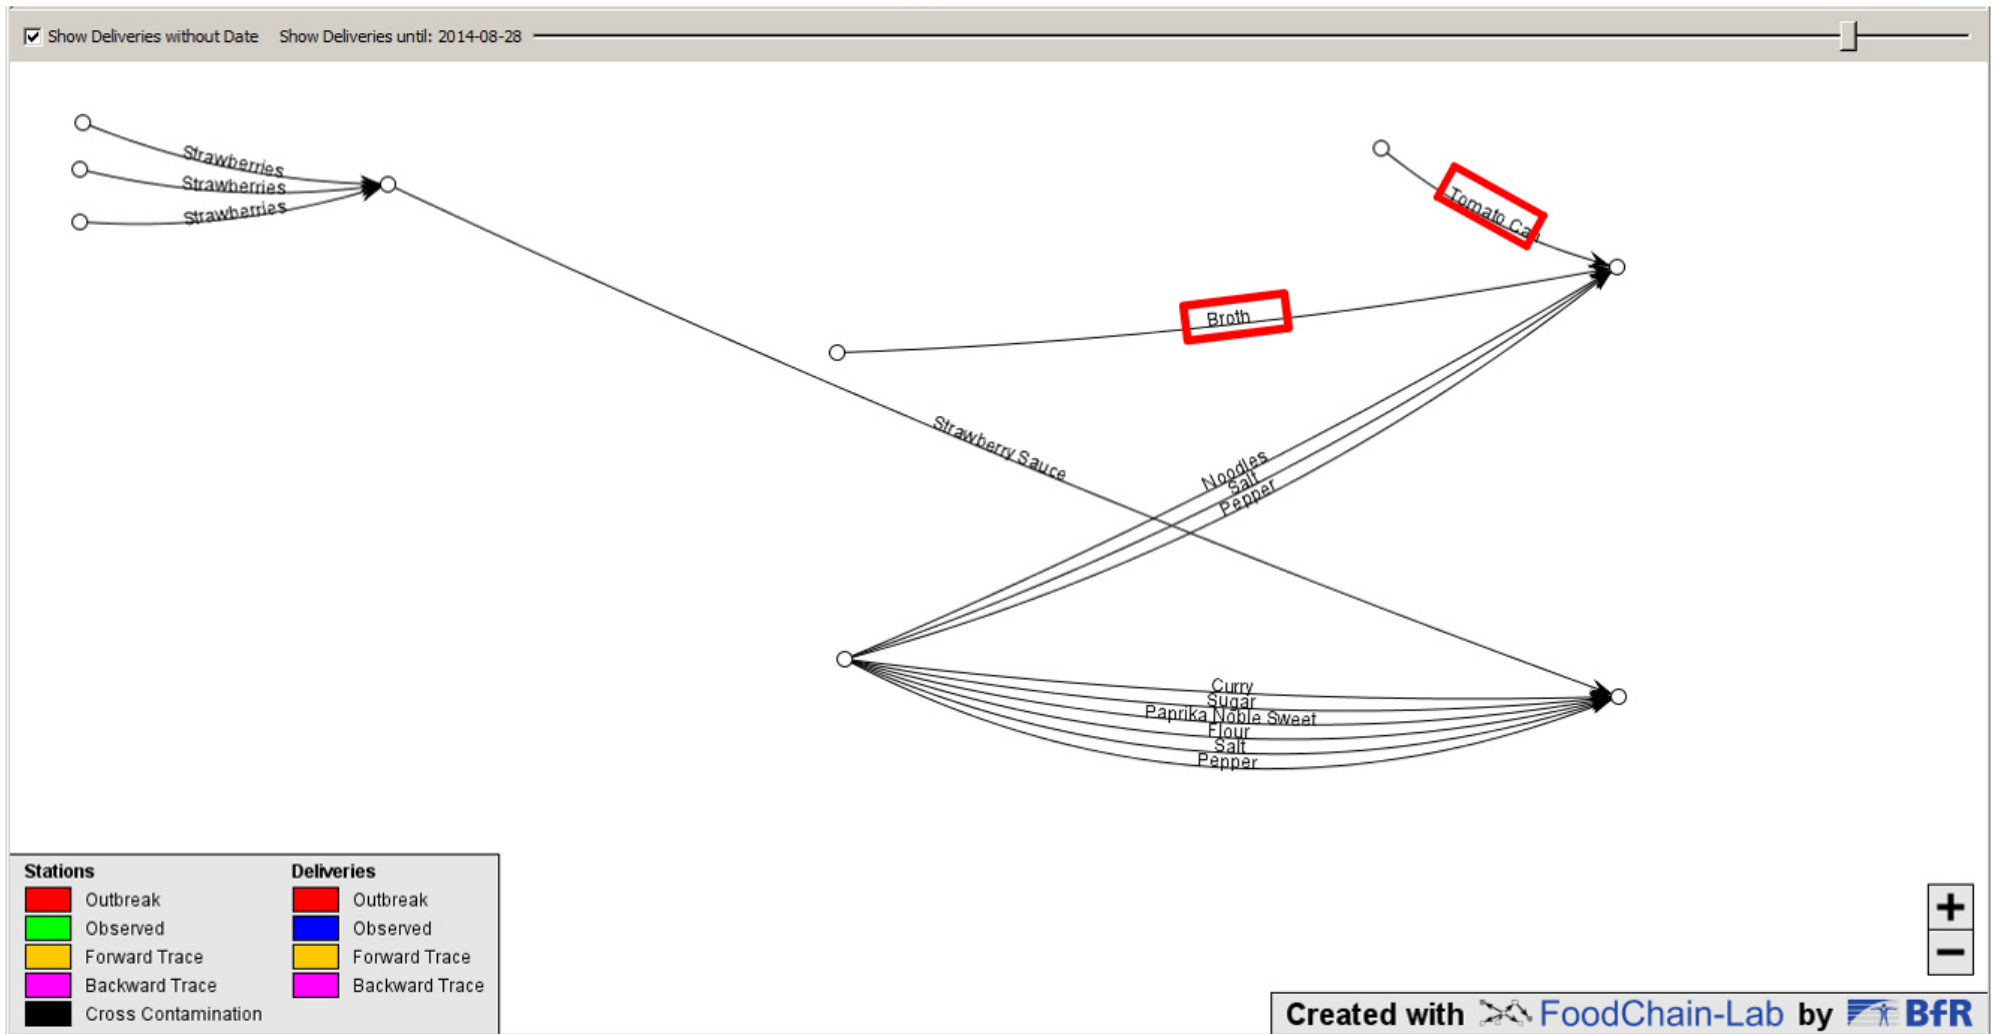 Show Deliveries without Date Show Deliveries until: 2014-08-28
Strawberries
Strawberries
Strawberries
Tomato Can
Broth
Strawberry Sauce
Noodles
Salt
Pepper
Curry
Sugar
Paprika Noble Sweet
Flour
Salt
Pepper
Stations Deliveries
Outbreak Outbreak
Observed Observed
Forward Trace Forward Trace
Backward Trace Backward Trace
Cross Contamination
+
−
Created with FoodChain-Lab by BfR